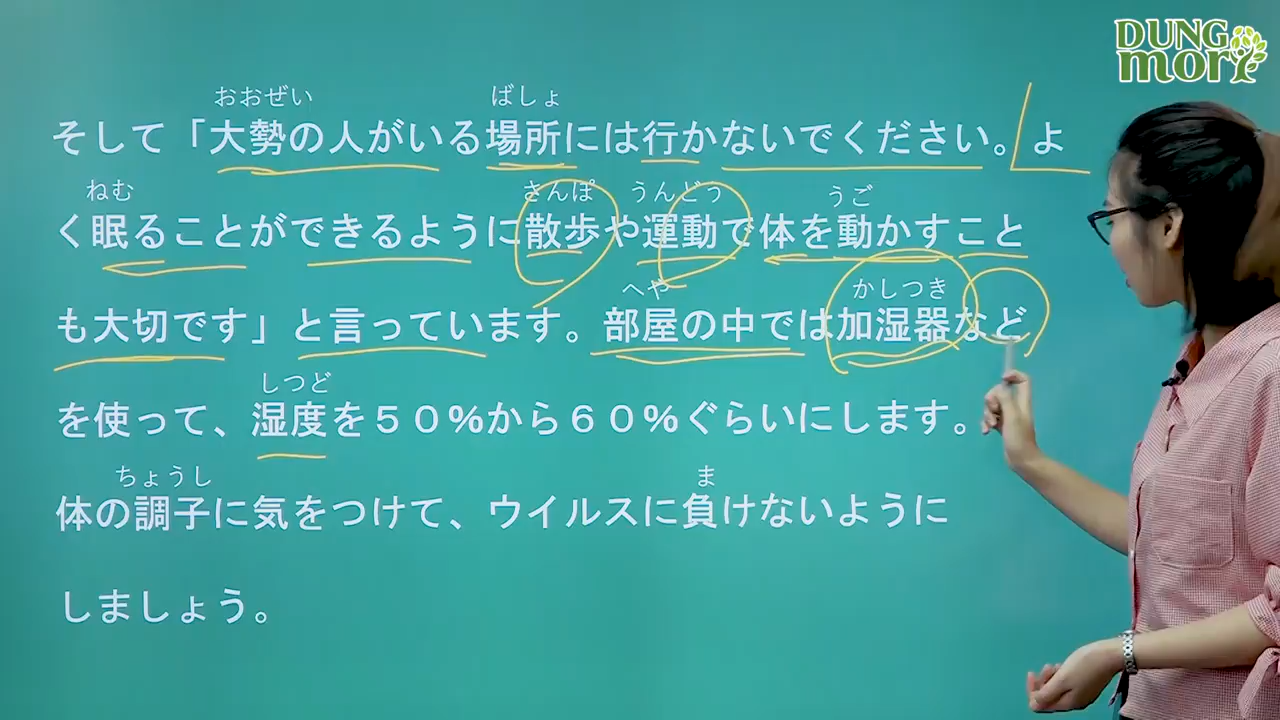 DUNG
mori
おおぜい ばしょ
そして「大勢の人がいる場所には行かないでください。よ
ねむ さんぽ うんどう うご
く眠ることができるように散歩や運動で体を動かすこと
へや かしつき
も大切です」と言っています。部屋の中では加湿器など
しつど
を使って、湿度を５０％から６０％ぐらいにします。
ちょうし ま
体の調子に気をつけて、ウイルスに負けないように
しましょう。